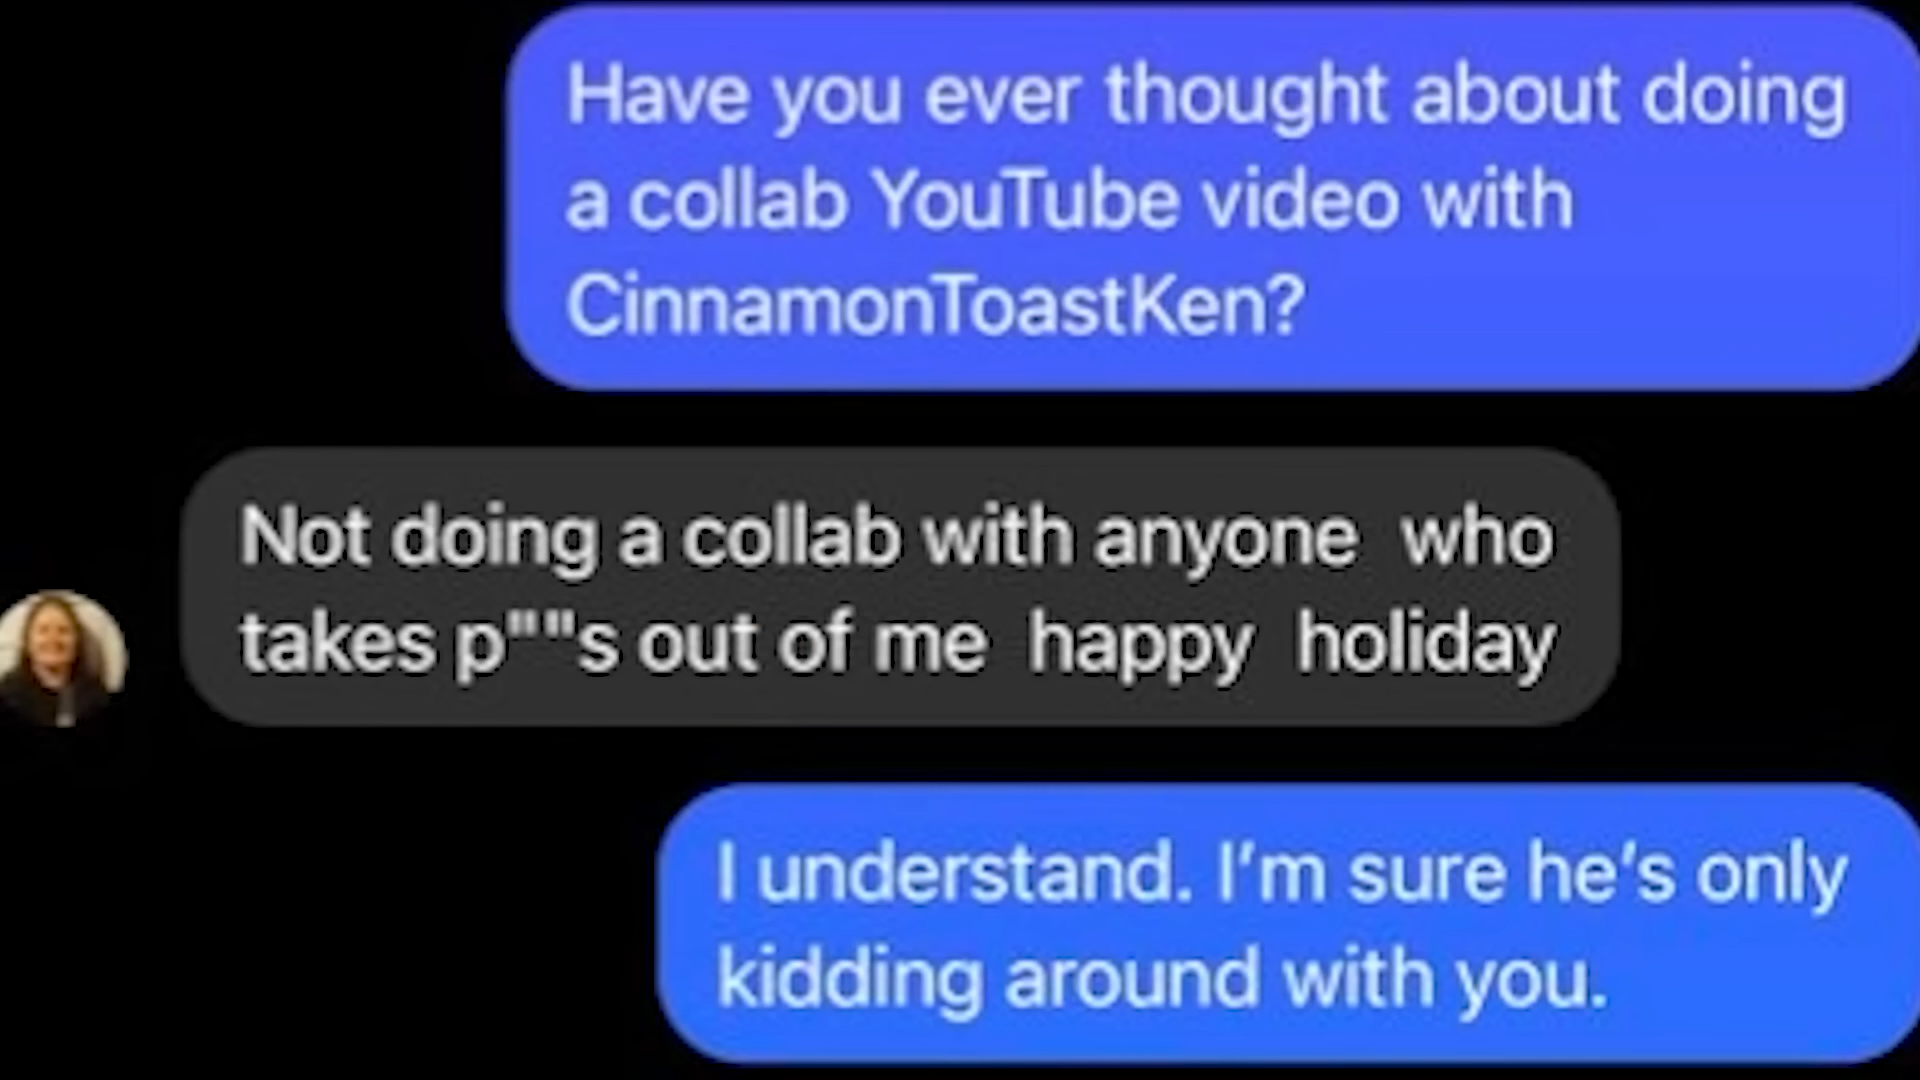 Have you ever thought about doing
a collab YouTube video with
CinnamonToastKen?
Not doing a collab with anyone  who
takes p""s out of me  happy  holiday
I understand. I’m sure he’s only
kidding around with you.